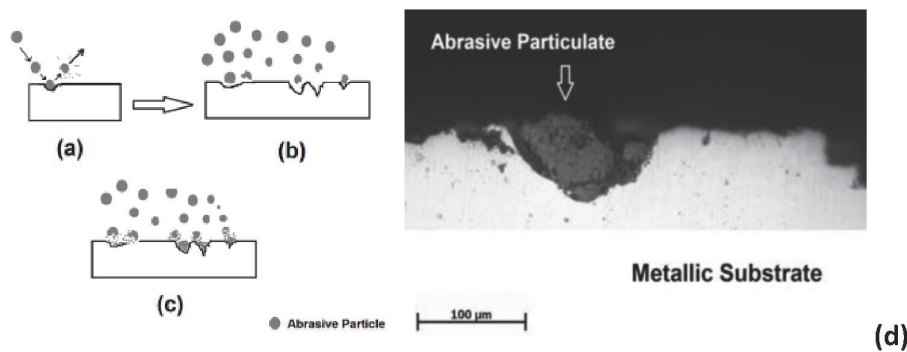 (a)
(b)
(c)
Abrasive Particle
Abrasive Particulate
Metallic Substrate
100 µm
(d)